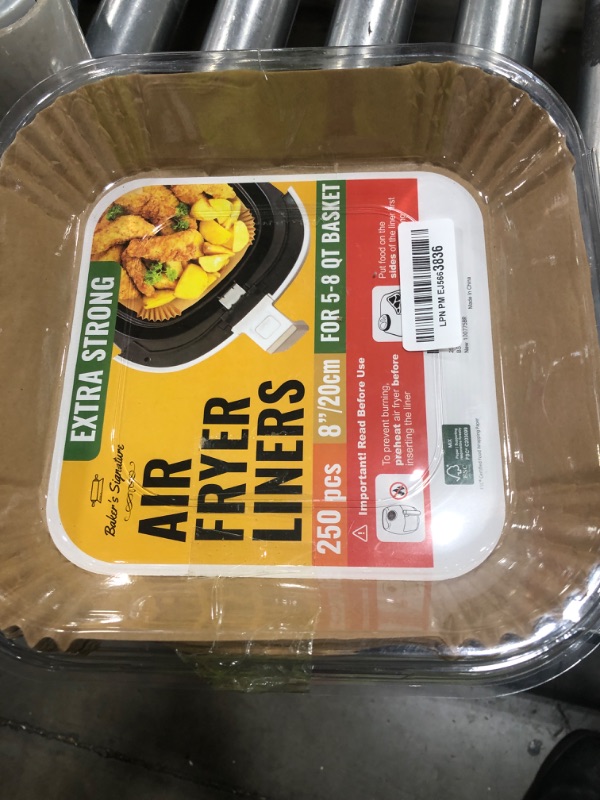 EXTRA STRONG
Baker's Signature
AIR
FRYER
LINERS
250 pcs
8"/20cm
FOR 5-8 QT BASKET
Important! Read Before Use
To prevent burning,
preheat air fryer before
inserting the liner
Put food on the
sides of the liner first
LPN PM EJ5663836
Made In China
MIX
FSC